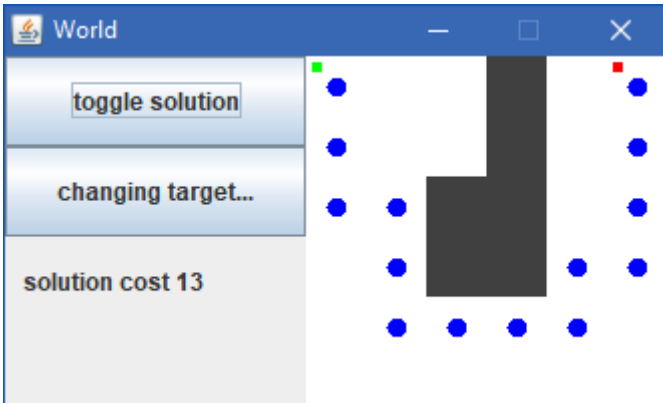 World
toggle solution
changing target...
solution cost 13